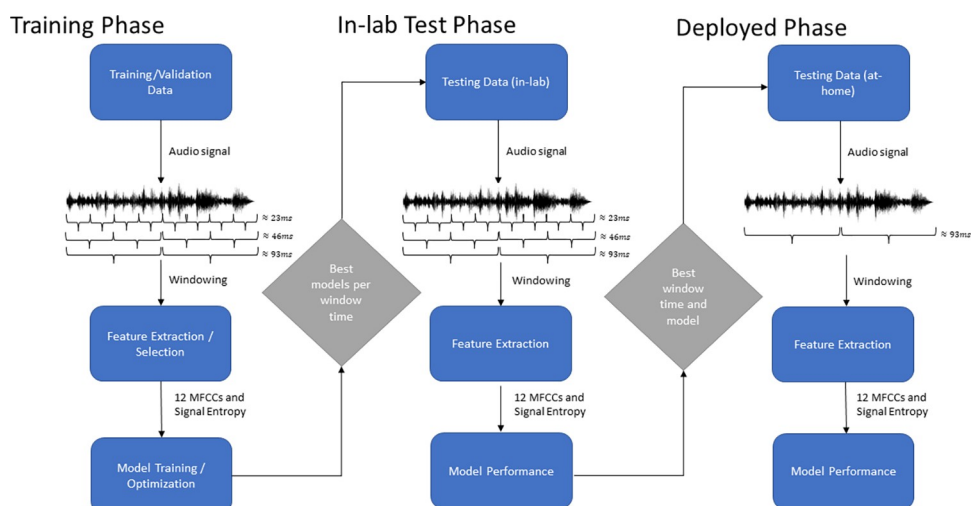 Training Phase
Training/Validation
Data
Audio signal
≈ 23ms
≈ 46ms
≈ 93ms
Windowing
Feature Extraction /
Selection
12 MFCCs and
Signal Entropy
Model Training /
Optimization
Best
models per
window
time
In-lab Test Phase
Testing Data (in-lab)
Audio signal
≈ 23ms
≈ 46ms
≈ 93ms
Windowing
Feature Extraction
12 MFCCs and
Signal Entropy
Model Performance
Best
window
time and
model
Deployed Phase
Testing Data (at-
home)
Audio signal
≈ 93ms
Windowing
Feature Extraction
12 MFCCs and
Signal Entropy
Model Performance